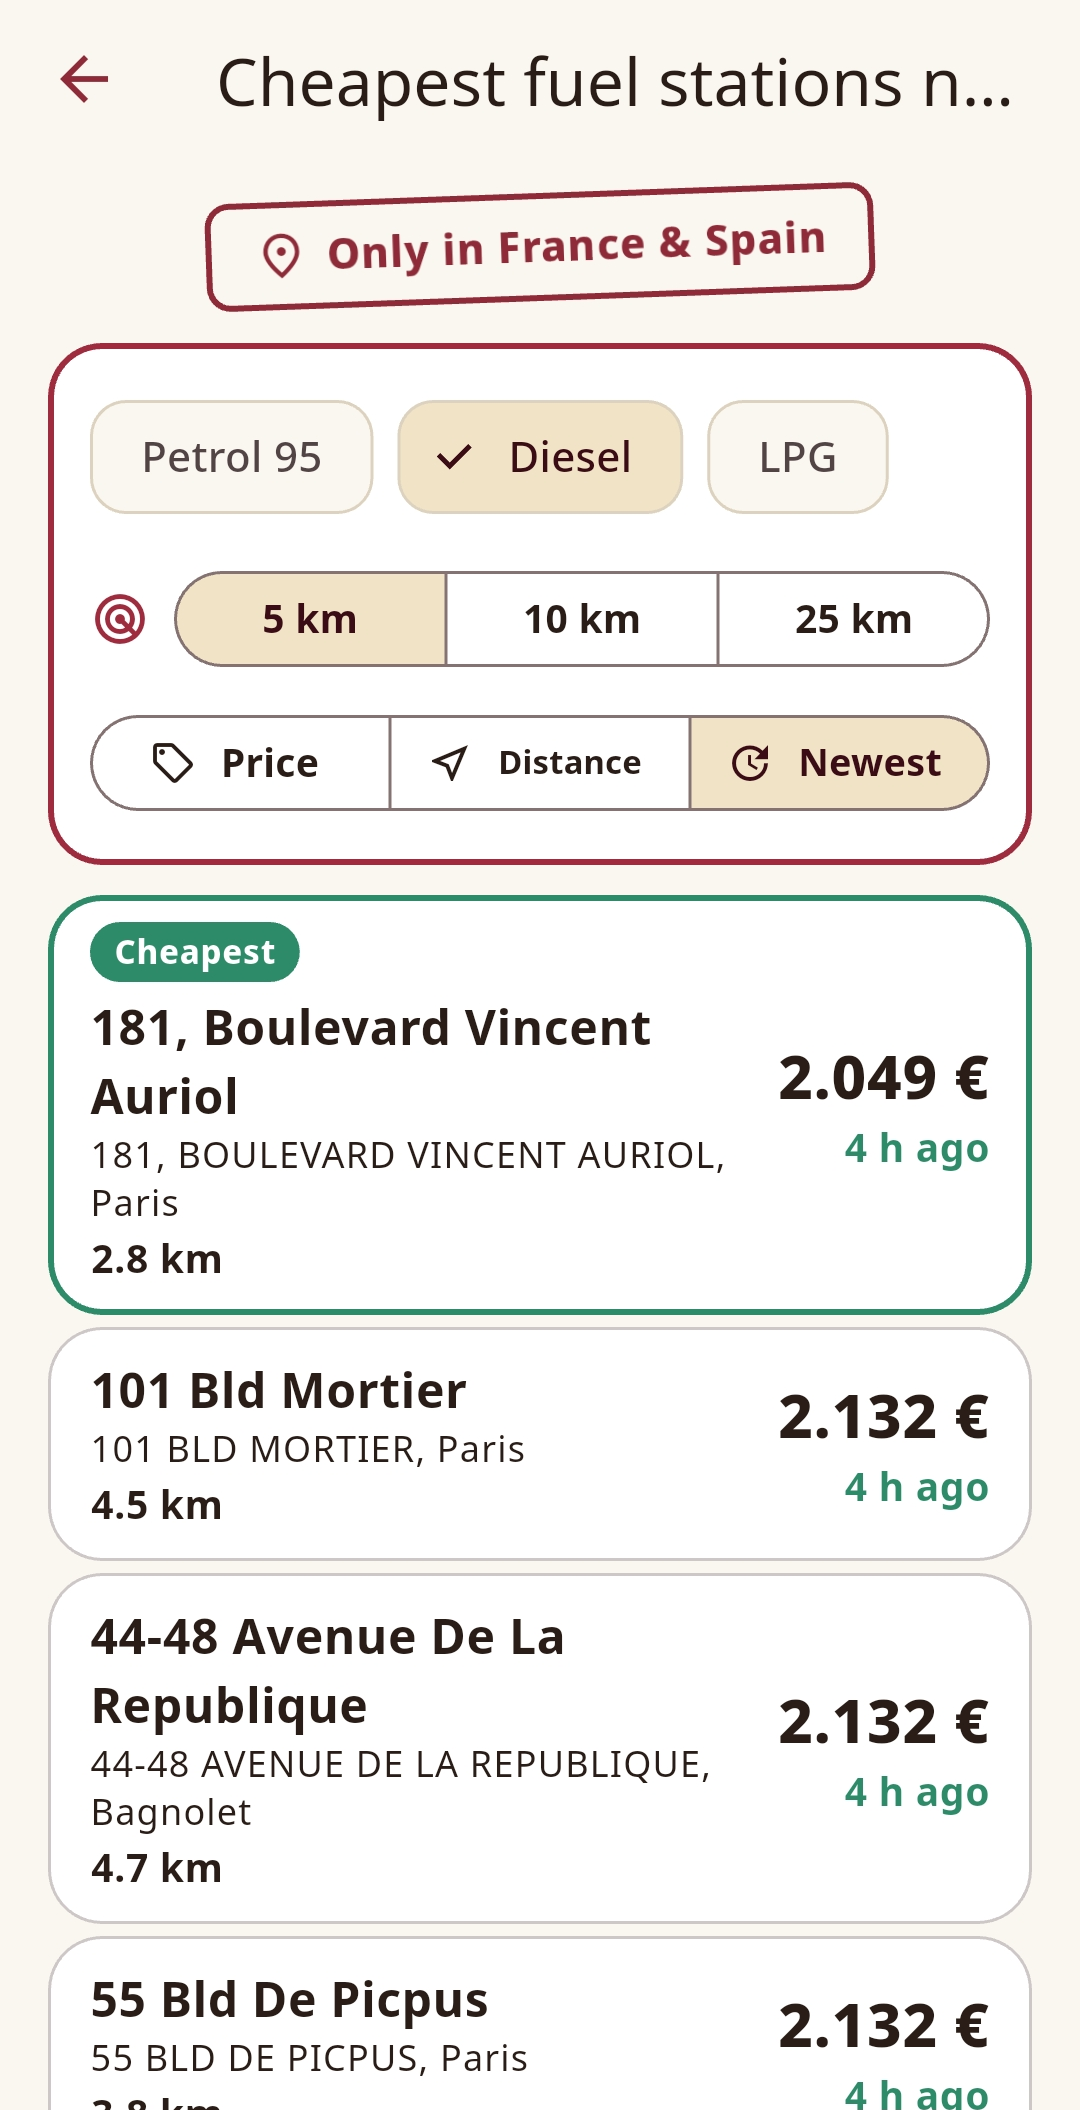 Cheapest fuel stations n...
Only in France & Spain
Petrol 95
Diesel
LPG
5 km
10 km
25 km
Price
Distance
Newest
Cheapest
181, Boulevard Vincent
Auriol
2.049 €
4 h ago
181, BOULEVARD VINCENT AURIOL,
Paris
2.8 km
101 Bld Mortier
2.132 €
101 BLD MORTIER, Paris
4 h ago
4.5 km
44-48 Avenue De La
Republique
2.132 €
44-48 AVENUE DE LA REPUBLIQUE,
4 h ago
Bagnolet
4.7 km
55 Bld De Picpus
2.132 €
55 BLD DE PICPUS, Paris
4 h ago